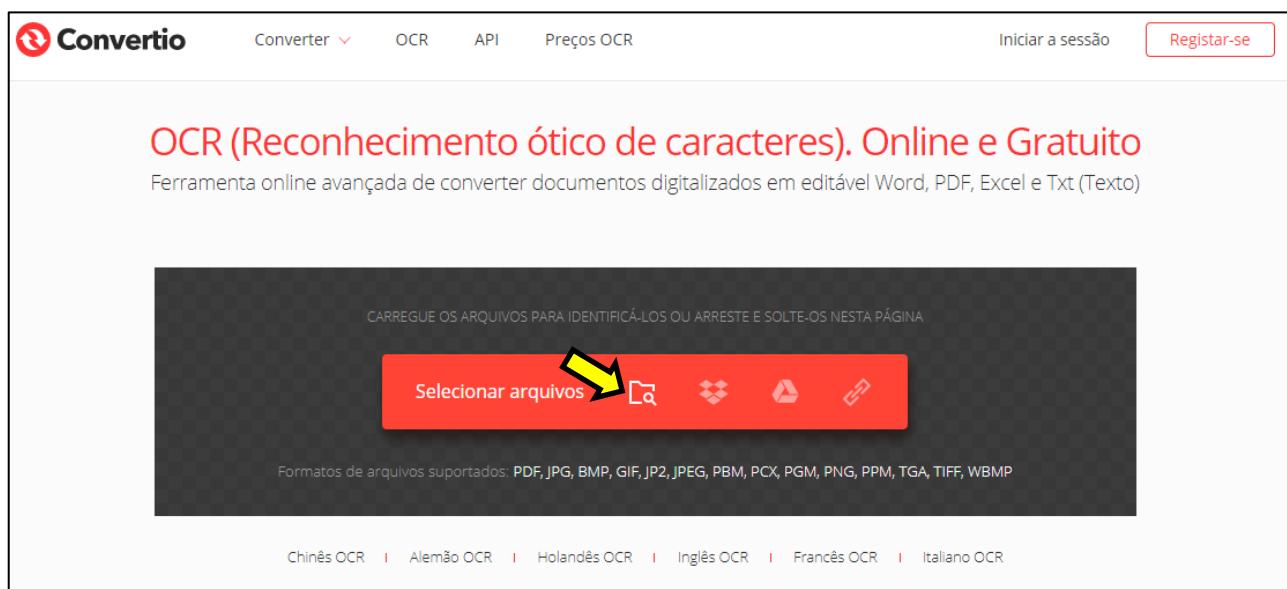 Convertio Converter OCR API Preços OCR Iniciar a sessão Registar-se
OCR (Reconhecimento ótico de caracteres). Online e Gratuito
Ferramenta online avançada de converter documentos digitalizados em editável Word, PDF, Excel e Txt (Texto)
CARREGUE OS ARQUIVOS PARA IDENTIFICÁ-LOS OU ARRESTE E SOLTE-OS NESTA PÁGINA
Selecionar arquivos
Formatos de arquivos suportados: PDF, JPG, BMP, GIF, JP2, JPEG, PBM, PCX, PGM, PNG, PPM, TGA, TIFF, WBMP
Chinês OCR | Alemão OCR | Holandês OCR | Inglês OCR | Francês OCR | Italiano OCR